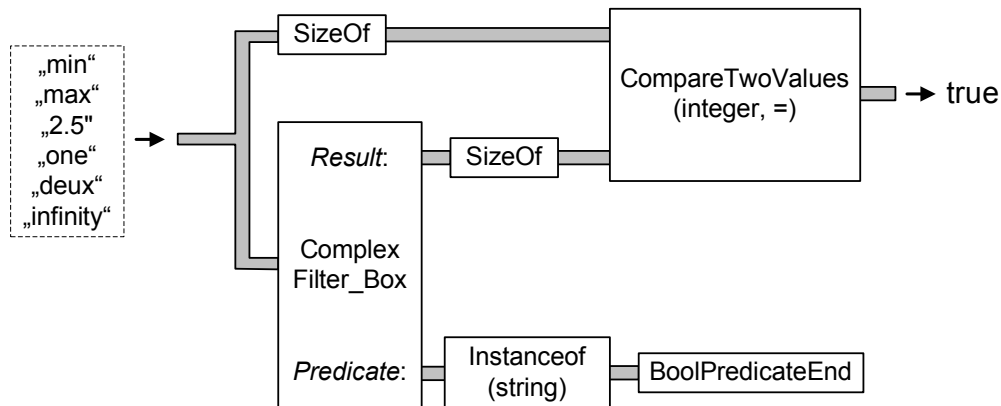 „min“
„max“
„2.5"
„one“
„deux“
„infinity“
SizeOf
CompareTwoValues
(integer, =)
true
Result:
SizeOf
Complex
Filter_Box
Predicate:
Instanceof
(string)
BoolPredicateEnd